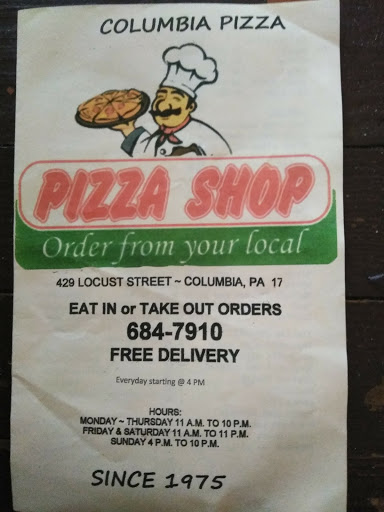 COLUMBIA PIZZA
PIZZA SHOP
Order from your local
429 LOCUST STREET ~ COLUMBIA, PA 17
EAT IN or TAKE OUT ORDERS
684-7910
FREE DELIVERY
Everyday starting @ 4 PM
HOURS:
MONDAY ~ THURSDAY 11 A.M. TO 10 P.M.
FRIDAY & SATURDAY 11 A.M. TO 11 P.M.
SUNDAY 4 P.M. TO 10 P.M.
SINCE 1975